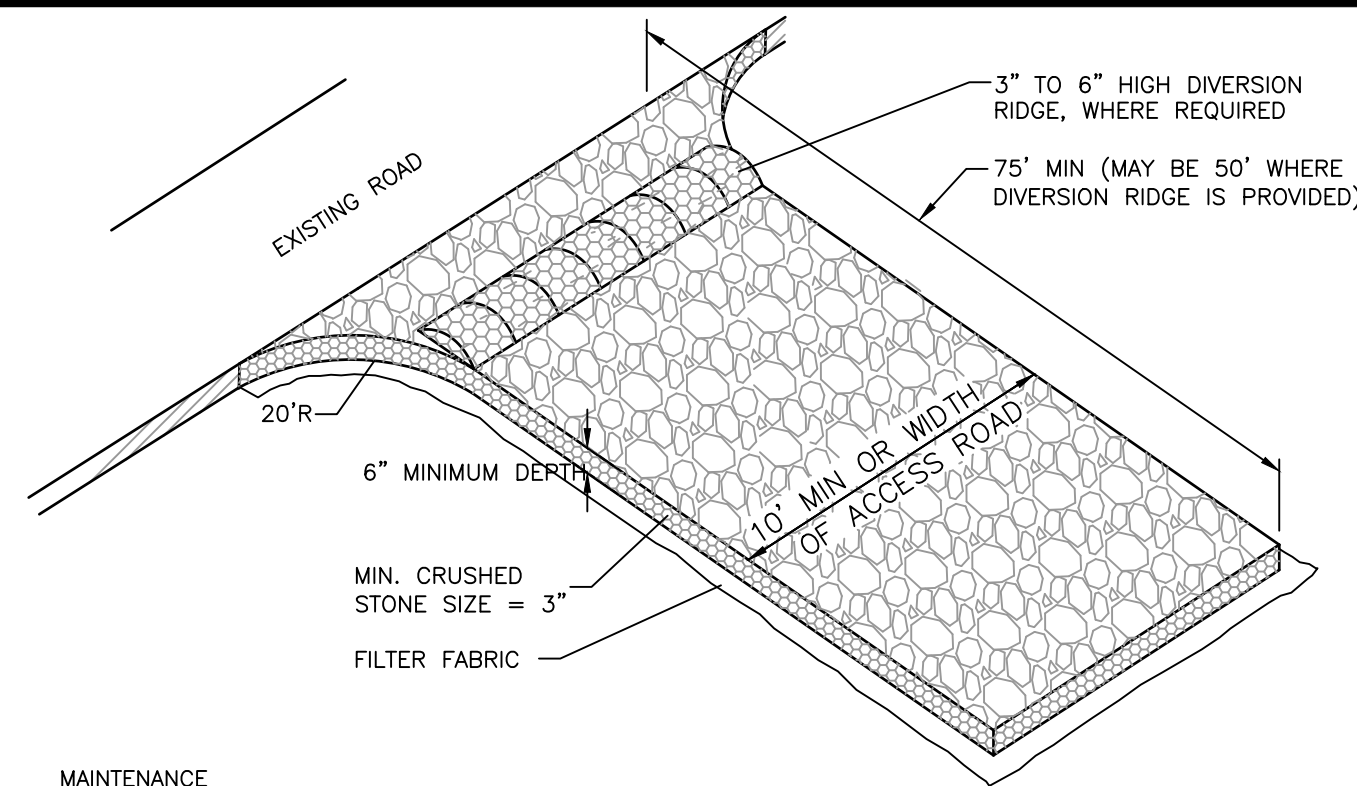 3” TO 6” HIGH DIVERSION
RIDGE, WHERE REQUIRED
75’ MIN (MAY BE 50’ WHERE
DIVERSION RIDGE IS PROVIDED)
EXISTING ROAD
20’R
6” MINIMUM DEPTH
10’ MIN OR WIDTH
OF ACCESS ROAD
MIN. CRUSHED
STONE SIZE = 3”
FILTER FABRIC
MAINTENANCE